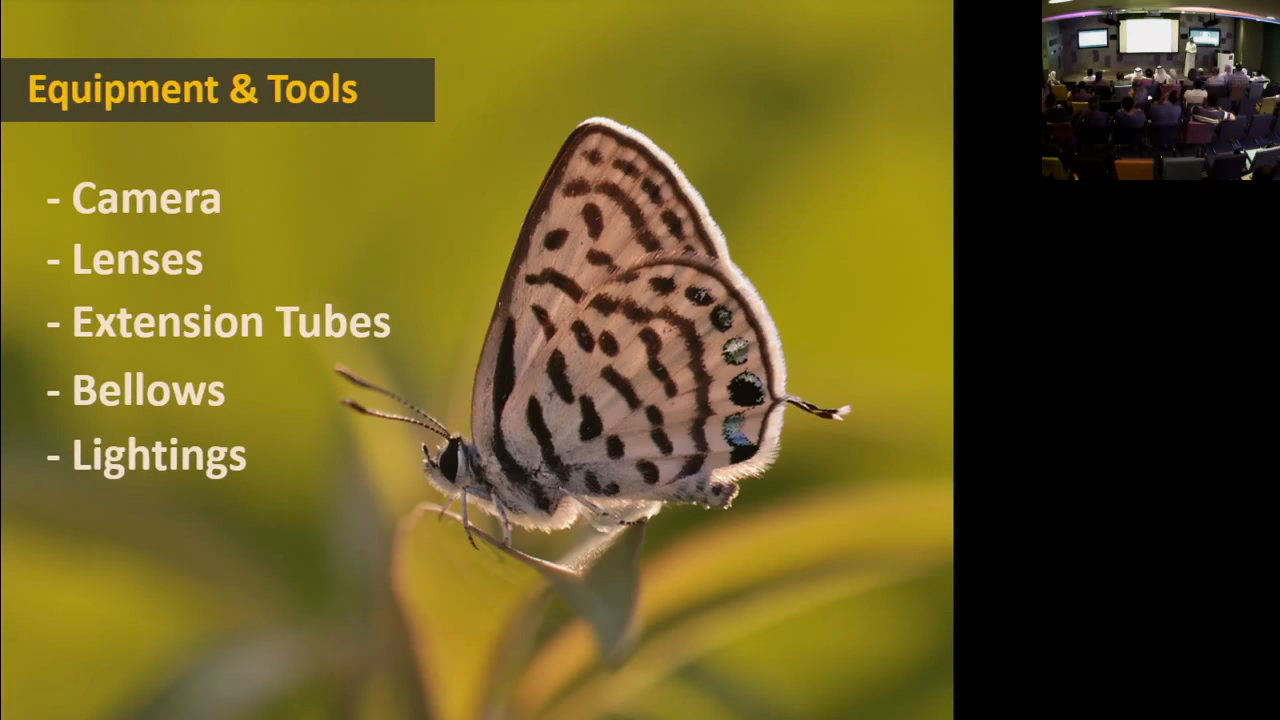 Equipment & Tools
- Camera
- Lenses
- Extension Tubes
- Bellows
- Lightings